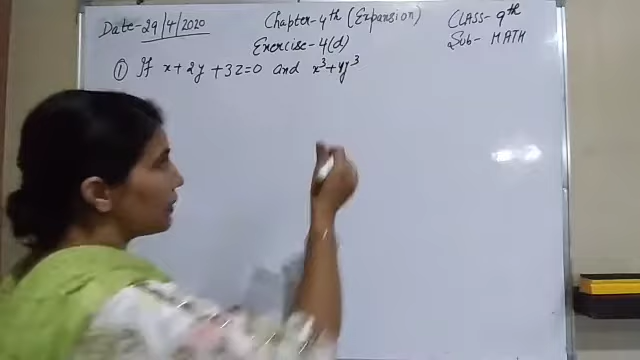 Date-29/4/2020
Chapter-4th (Expansion)
CLASS-9th
Exercise-4(d)
Sub- MATH
① If x+2y+3z=0 and x³+4y³